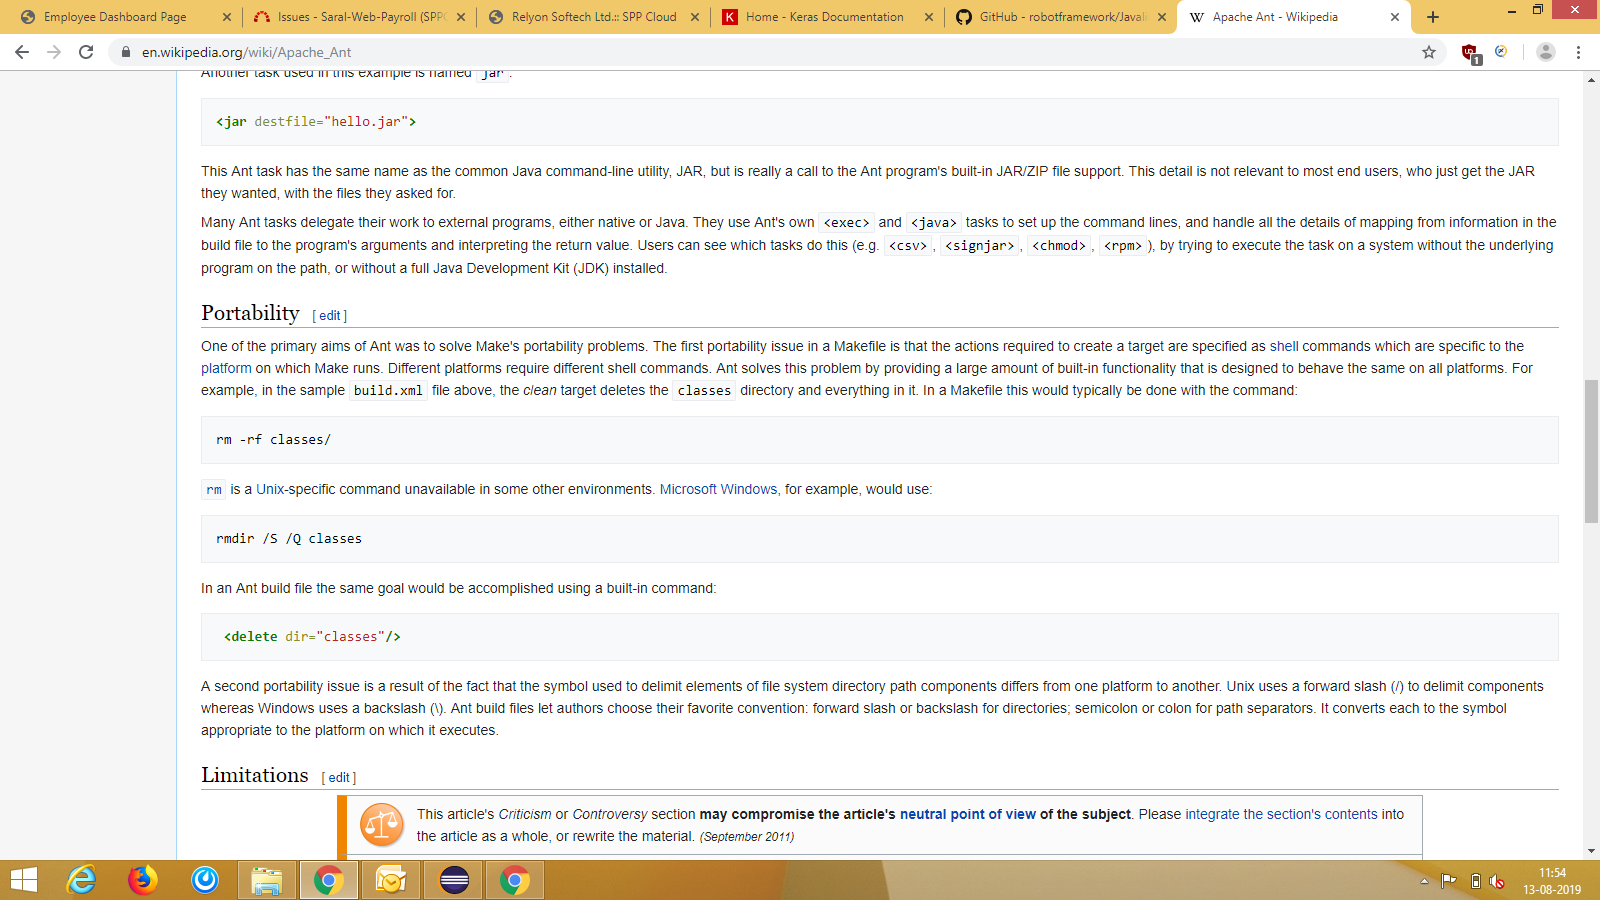 Employee Dashboard Page
Issues - Saral-Web-Payroll (SPP
Relyon Softech Ltd.:: SPP Cloud
Home - Keras Documentation
GitHub - robotframework/Javal
Apache Ant - Wikipedia
en.wikipedia.org/wiki/Apache_Ant
1
Another task used in this example is named jar.
<jar destfile="hello.jar">
This Ant task has the same name as the common Java command-line utility, JAR, but is really a call to the Ant program's built-in JAR/ZIP file support. This detail is not relevant to most end users, who just get the JAR
they wanted, with the files they asked for.
Many Ant tasks delegate their work to external programs, either native or Java. They use Ant's own <exec> and <java> tasks to set up the command lines, and handle all the details of mapping from information in the
build file to the program's arguments and interpreting the return value. Users can see which tasks do this (e.g. <csv>, <signjar>, <chmod>, <rpm>), by trying to execute the task on a system without the underlying
program on the path, or without a full Java Development Kit (JDK) installed.
Portability [ edit ]
One of the primary aims of Ant was to solve Make's portability problems. The first portability issue in a Makefile is that the actions required to create a target are specified as shell commands which are specific to the
platform on which Make runs. Different platforms require different shell commands. Ant solves this problem by providing a large amount of built-in functionality that is designed to behave the same on all platforms. For
example, in the sample build.xml file above, the clean target deletes the classes directory and everything in it. In a Makefile this would typically be done with the command:
rm -rf classes/
rm is a Unix-specific command unavailable in some other environments. Microsoft Windows, for example, would use:
rmdir /S /Q classes
In an Ant build file the same goal would be accomplished using a built-in command:
<delete dir="classes"/>
A second portability issue is a result of the fact that the symbol used to delimit elements of file system directory path components differs from one platform to another. Unix uses a forward slash (/) to delimit components
whereas Windows uses a backslash (\). Ant build files let authors choose their favorite convention: forward slash or backslash for directories; semicolon or colon for path separators. It converts each to the symbol
appropriate to the platform on which it executes.
Limitations [ edit ]
This article's Criticism or Controversy section may compromise the article's neutral point of view of the subject. Please integrate the section's contents into
the article as a whole, or rewrite the material. (September 2011)
11:54
13-08-2019